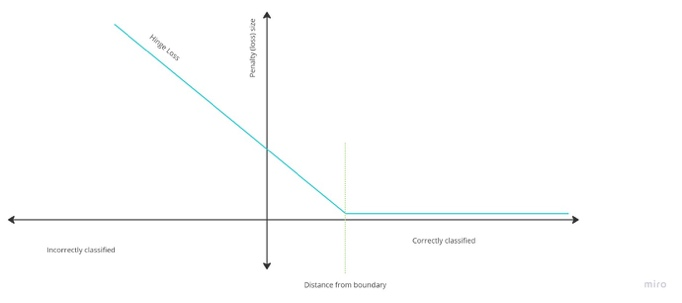 Penalty (loss) size
Hinge Loss
Correctly classified
Incorrectly classified
Distance from boundary
miro